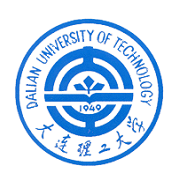 DALIAN UNIVERSITY OF TECHNOLOGY
1949
大连理工大学